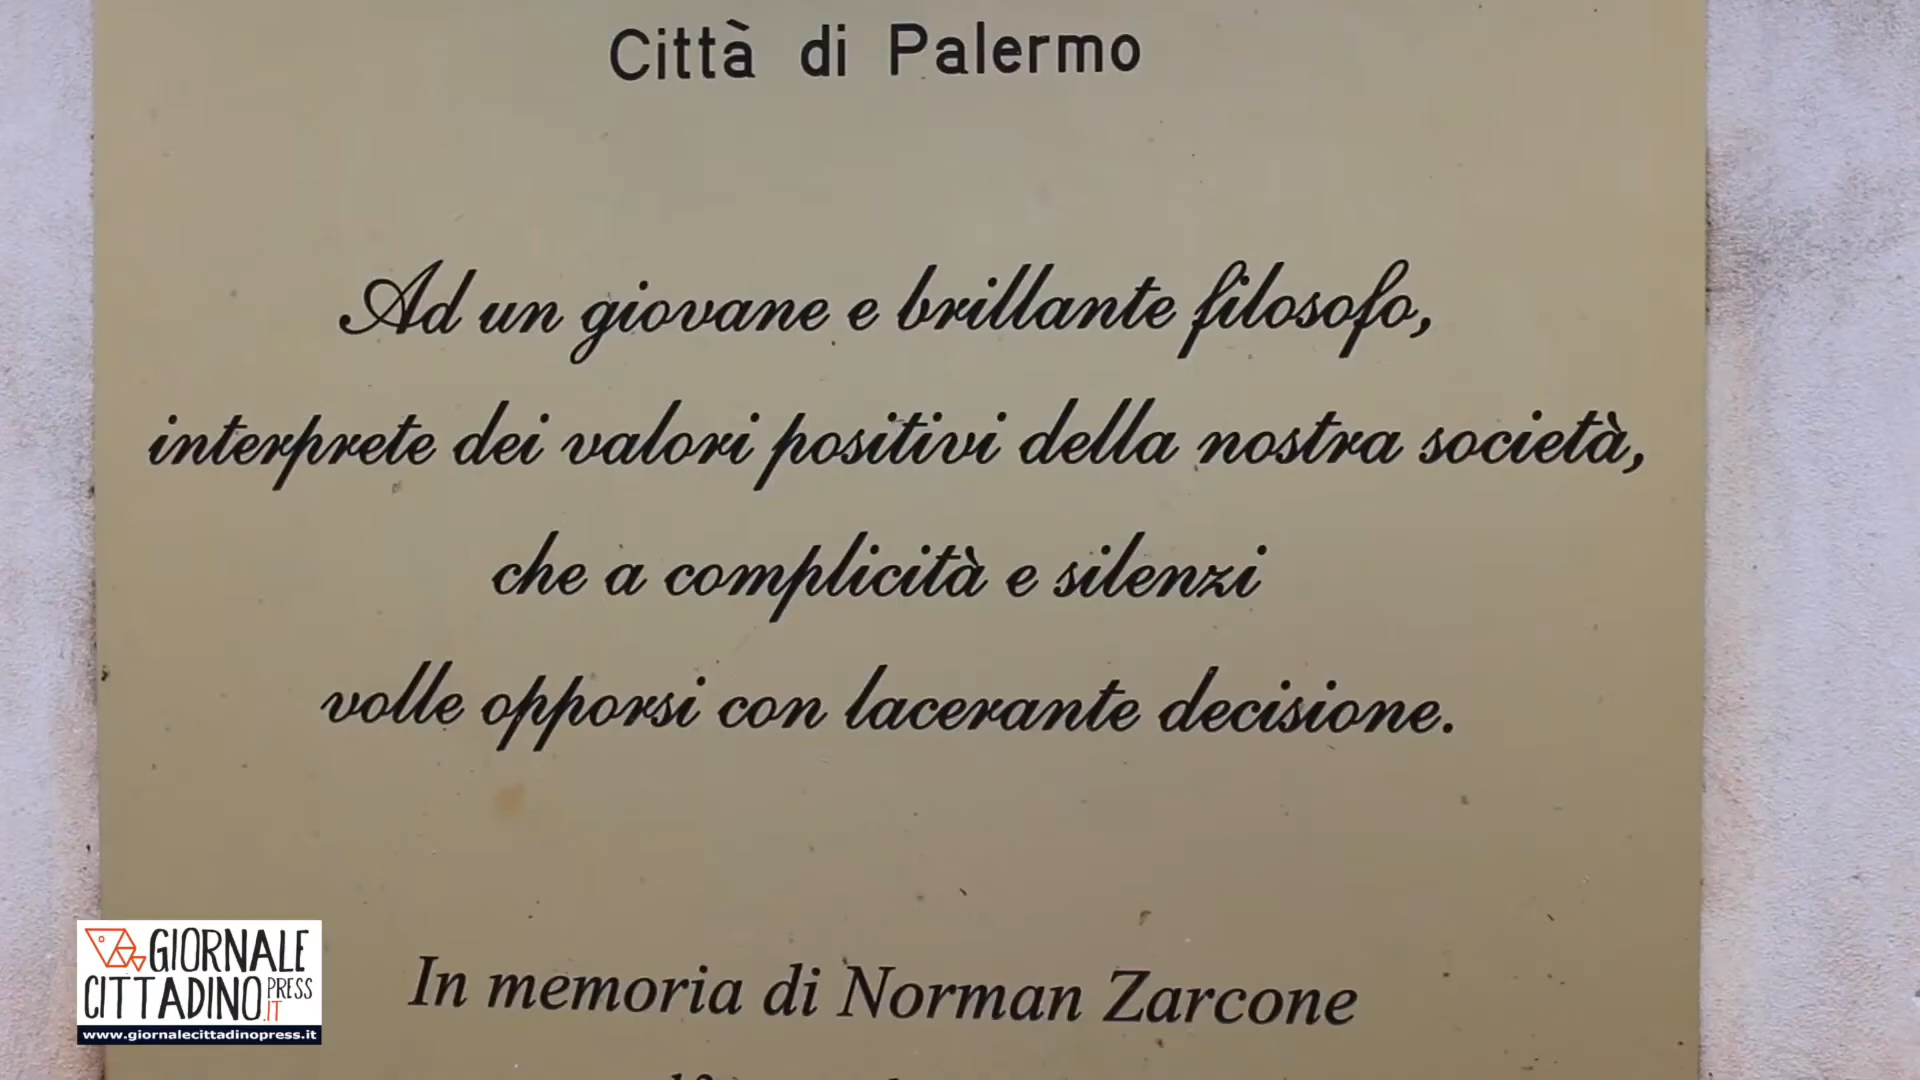 Città di Palermo
Ad un giovane e brillante filosofo,
interprete dei valori positivi della nostra società,
che a complicità e silenzi
volle opporsi con lacerante decisione.
In memoria di Norman Zarcone
GIORNALE
CITTADINO PRESS
.IT
www.giornalecittadinopress.it